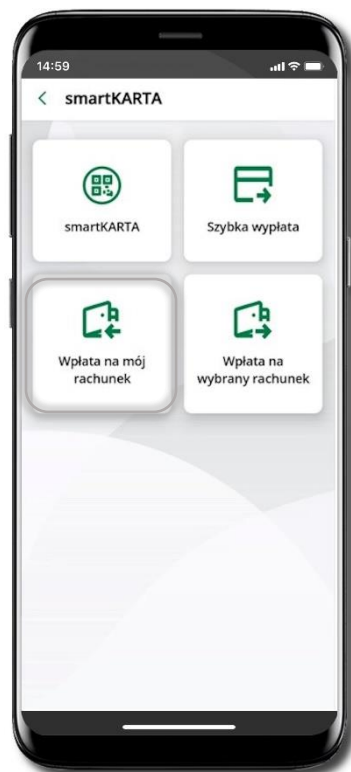 14:59
smartKARTA
smartKARTA
Szybka wypłata
Wpłata na mój
rachunek
Wpłata na
wybrany rachunek